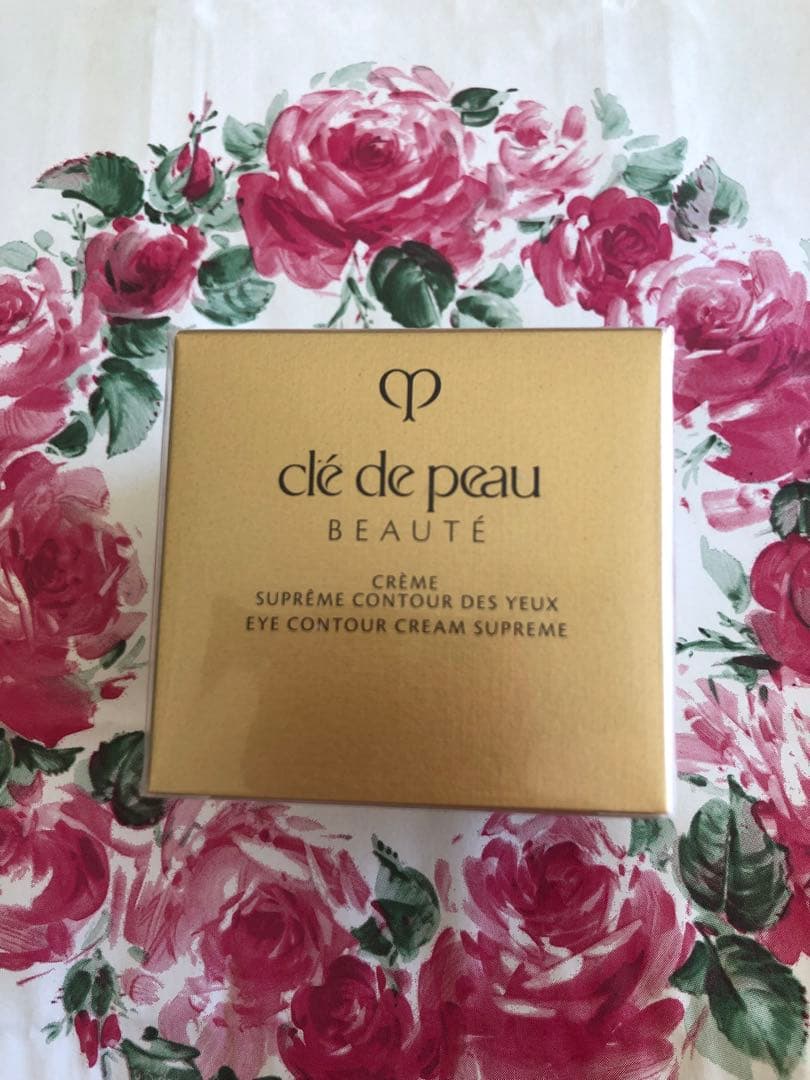 clé de peau
BEAUTÉ
CRÈME
SUPRÊME CONTOUR DES YEUX
EYE CONTOUR CREAM SUPREME